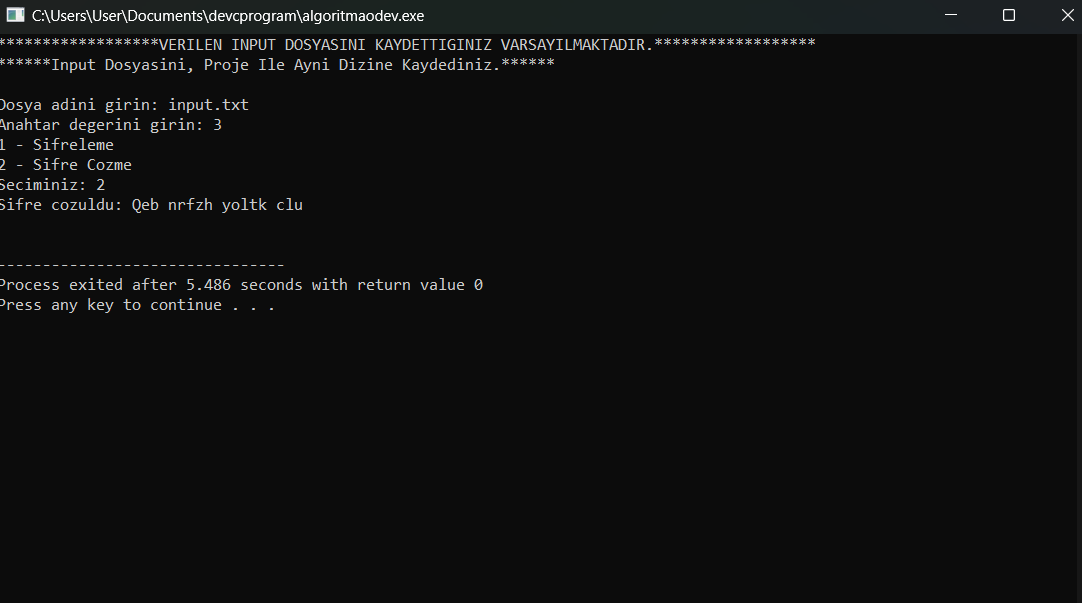 C:\Users\User\Documents\devcprogram\algoritmaodev.exe
******************VERILEN INPUT DOSYASINI KAYDETTIGINIZ VARSAYILMAKTADIR.******************
******Input Dosyasini, Proje Ile Ayni Dizine Kaydediniz.******
Dosya adini girin: input.txt
Anahtar degerini girin: 3
1 - Sifreleme
2 - Sifre Cozme
Seciminiz: 2
Sifre cozuldu: Qeb nrfzh yoltk clu
--------------------------------
Process exited after 5.486 seconds with return value 0
Press any key to continue . . .